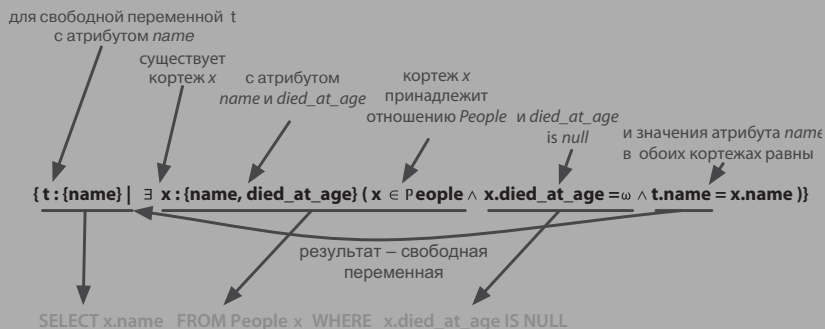 для свободной переменной t
с атрибутом name
существует
кортеж x
с атрибутом
name и died_at_age
кортеж x
принадлежит
отношению People
и died_at_age
is null
и значения атрибута name
в обоих кортежах равны
{ t : {name} | ∃ x : {name, died_at_age} ( x ∈ People ∧ x.died_at_age = ω ∧ t.name = x.name )}
результат – свободная
переменная
SELECT x.name FROM People x WHERE x.died_at_age IS NULL